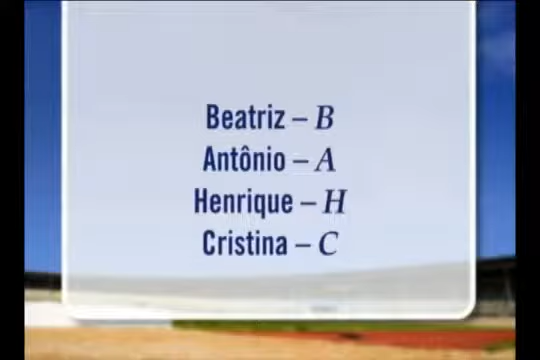 Beatriz – B
Antônio – A
Henrique – H
Cristina – C